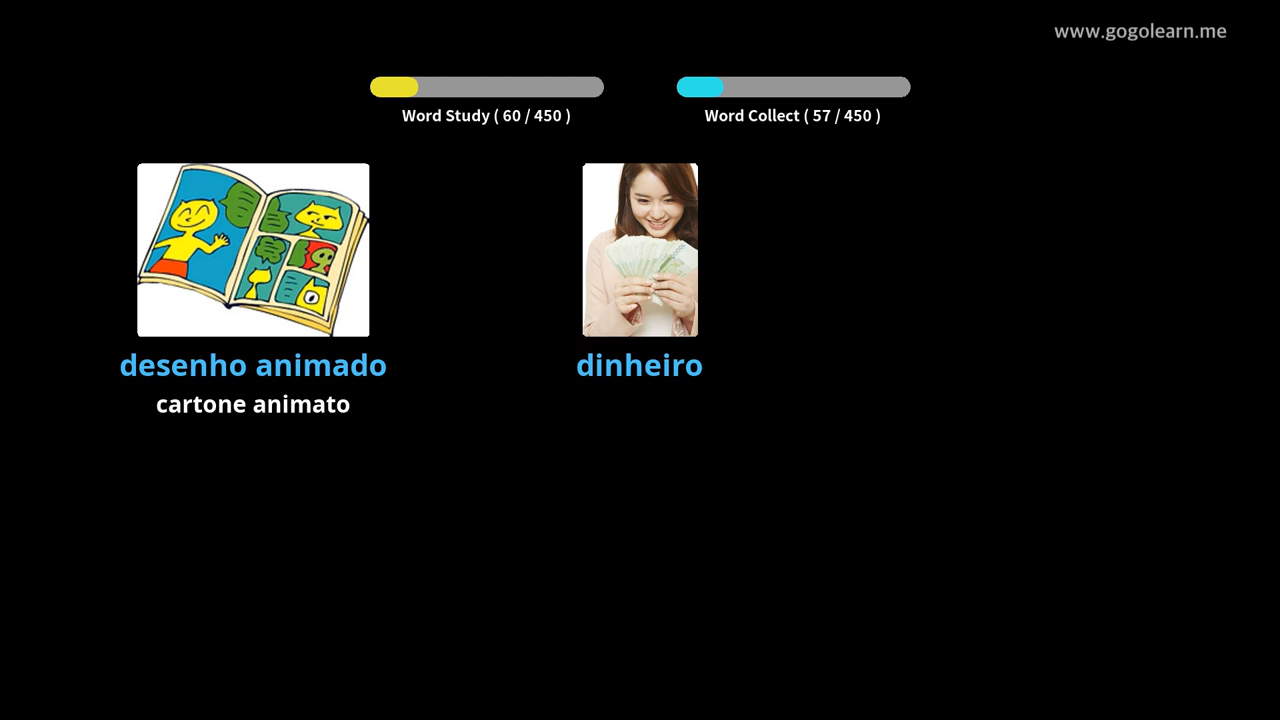 www.gogolearn.me
Word Study ( 60 / 450 )
Word Collect ( 57 / 450 )
desenho animado
cartone animato
dinheiro